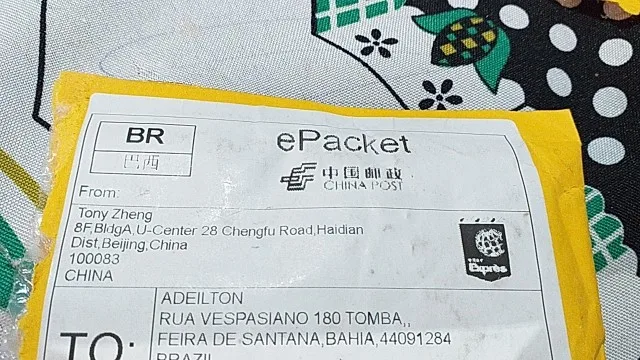 BR
巴西
ePacket
中国邮政
CHINA POST
From:
Tony Zheng
8F,BldgA,U-Center 28 Chengfu Road,Haidian
Dist,Beijing,China
100083
CHINA
Exprès
TO:
ADEILTON
RUA VESPASIANO 180 TOMBA,,
FEIRA DE SANTANA,BAHIA,44091284
BRAZIL